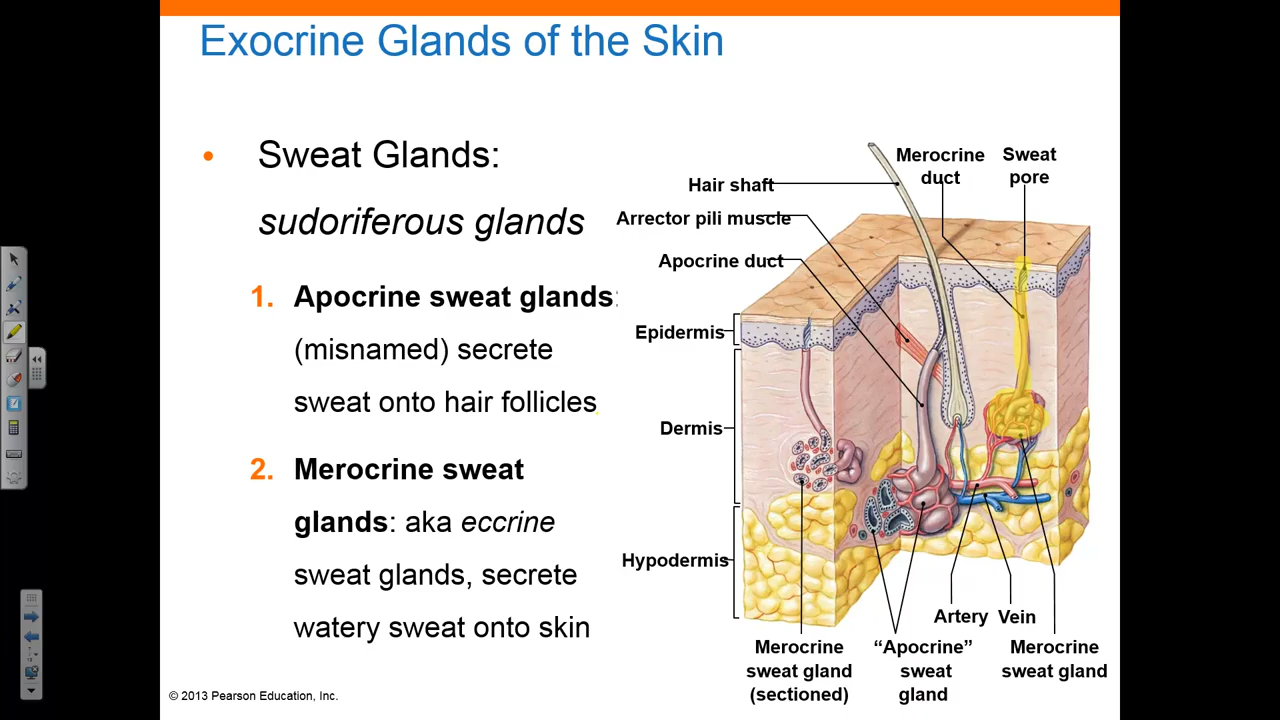 Exocrine Glands of the Skin
• Sweat Glands:
sudoriferous glands
1. Apocrine sweat glands:
(misnamed) secrete
sweat onto hair follicles
2. Merocrine sweat
glands: aka eccrine
sweat glands, secrete
watery sweat onto skin
Merocrine
duct
Sweat
pore
Hair shaft
Arrector pili muscle
Apocrine duct
Epidermis
Dermis
Hypodermis
Artery
Vein
Merocrine
sweat gland
(sectioned)
“Apocrine”
sweat
gland
Merocrine
sweat gland
© 2013 Pearson Education, Inc.